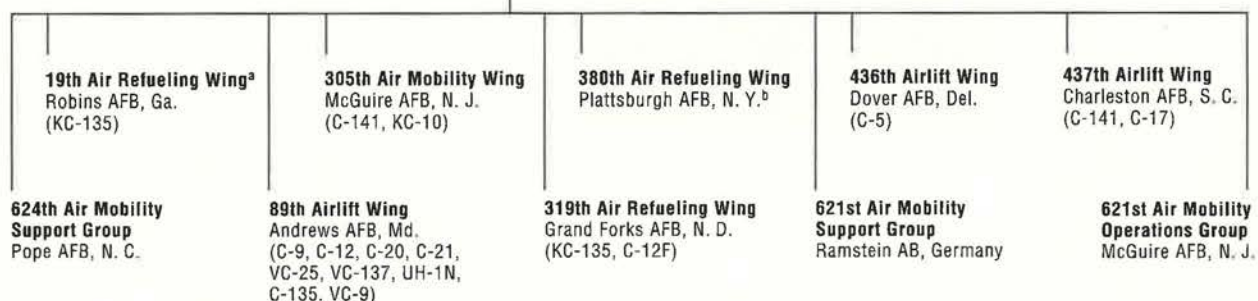 19th Air Refueling Wingª
Robins AFB, Ga.
(KC-135)
305th Air Mobility Wing
McGuire AFB, N. J.
(C-141, KC-10)
380th Air Refueling Wing
Plattsburgh AFB, N. Y.ᵇ
436th Airlift Wing
Dover AFB, Del.
(C-5)
437th Airlift Wing
Charleston AFB, S. C.
(C-141, C-17)
624th Air Mobility
Support Group
Pope AFB, N. C.
89th Airlift Wing
Andrews AFB, Md.
(C-9, C-12, C-20, C-21,
VC-25, VC-137, UH-1N,
C-135, VC-9)
319th Air Refueling Wing
Grand Forks AFB, N. D.
(KC-135, C-12F)
621st Air Mobility
Support Group
Ramstein AB, Germany
621st Air Mobility
Operations Group
McGuire AFB, N. J.